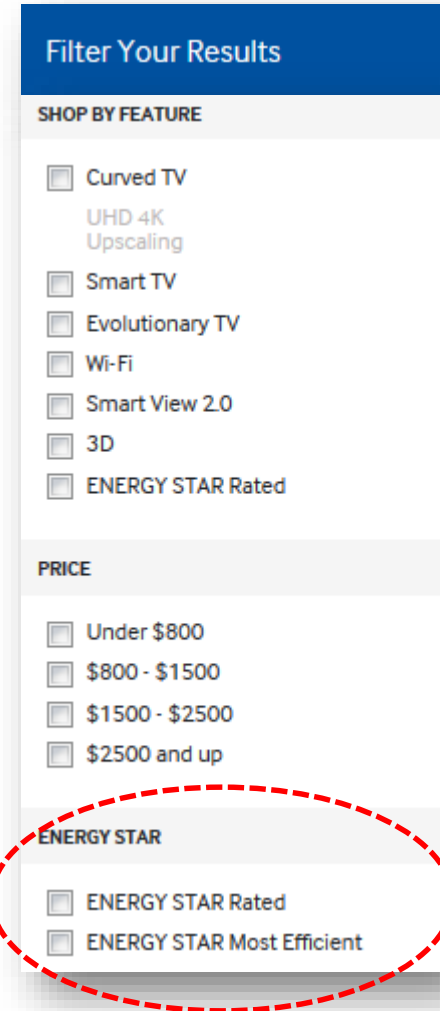 Filter Your Results
SHOP BY FEATURE
Curved TV
UHD 4K
Upscaling
Smart TV
Evolutionary TV
Wi-Fi
Smart View 2.0
3D
ENERGY STAR Rated
PRICE
Under $800
$800 - $1500
$1500 - $2500
$2500 and up
ENERGY STAR
ENERGY STAR Rated
ENERGY STAR Most Efficient